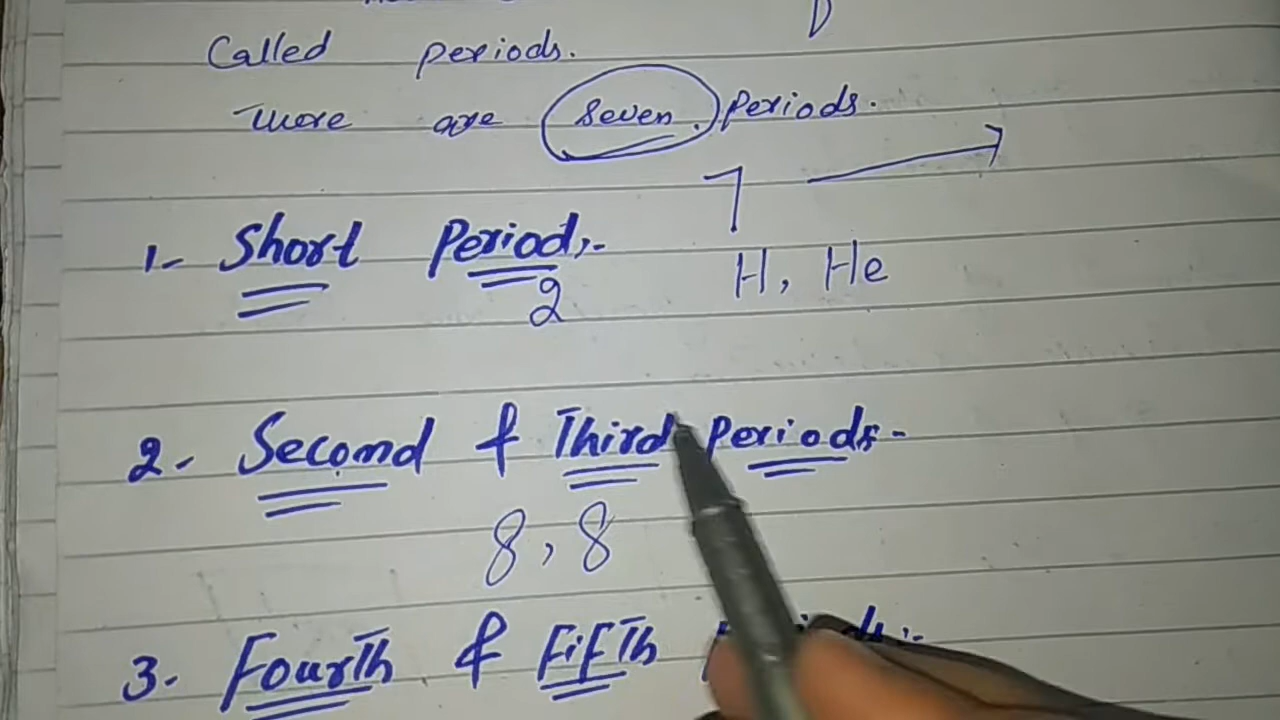 Called periods.
There are seven. Periods.
7
1- Short Period:-
2
H, He
2- Second & Third Periods-
8, 8
3- Fourth & Fifth